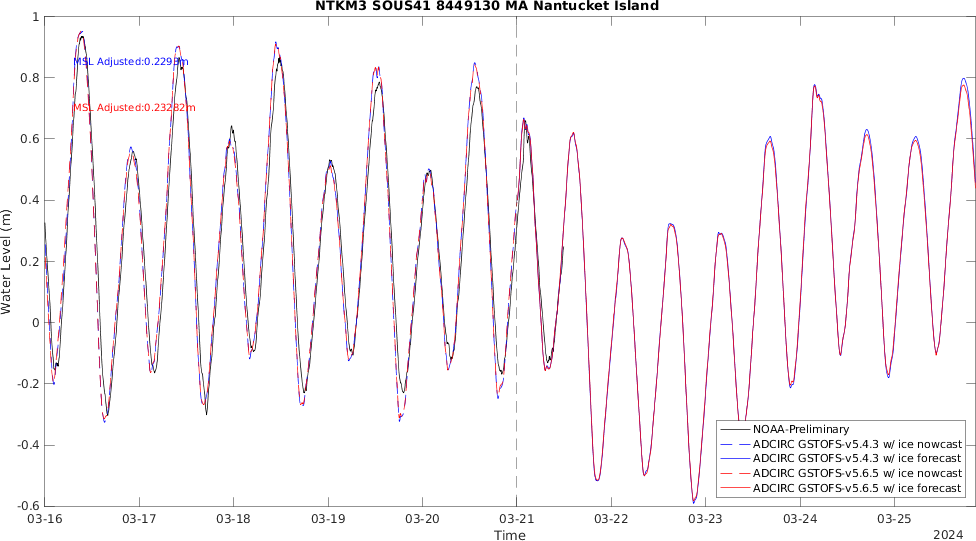 NTKM3 SOUS41 8449130 MA Nantucket Island
1
0.8
0.6
0.4
0.2
0
-0.2
-0.4
-0.6
Water Level (m)
MSL Adjusted:0.2293m
MSL Adjusted:0.23282m
NOAA-Preliminary
ADCIRC GSTOFS-v5.4.3 w/ ice nowcast
ADCIRC GSTOFS-v5.4.3 w/ ice forecast
ADCIRC GSTOFS-v5.6.5 w/ ice nowcast
ADCIRC GSTOFS-v5.6.5 w/ ice forecast
03-16 03-17 03-18 03-19 03-20 03-21 03-22 03-23 03-24 03-25
Time
2024